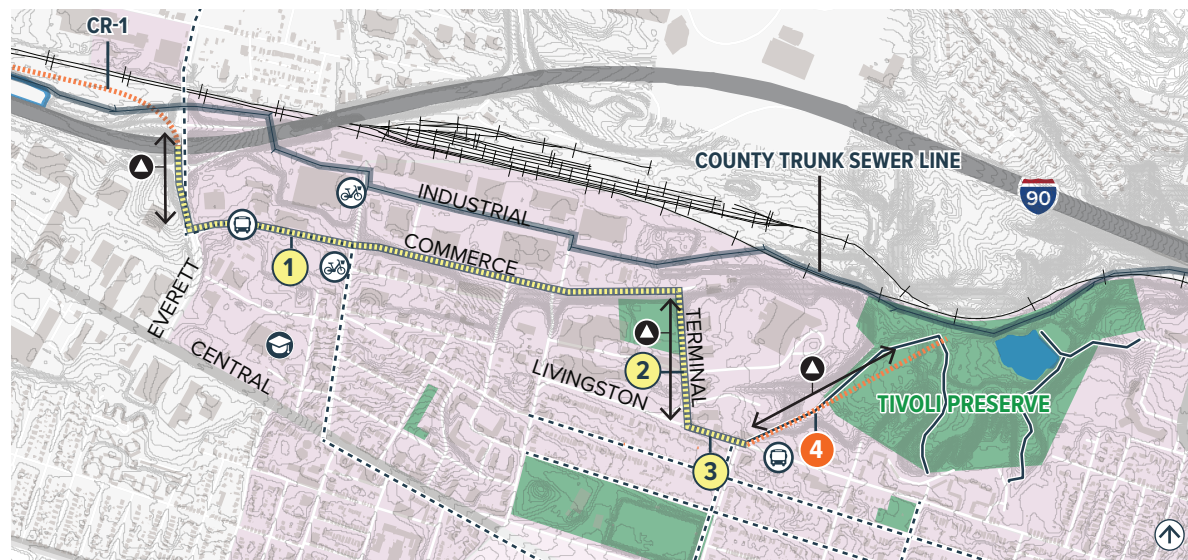 CR-1
COUNTY TRUNK SEWER LINE
90
INDUSTRIAL
COMMERCE
1
EVERETT
TERMINAL
2
CENTRAL
LIVINGSTON
TIVOLI PRESERVE
4
3